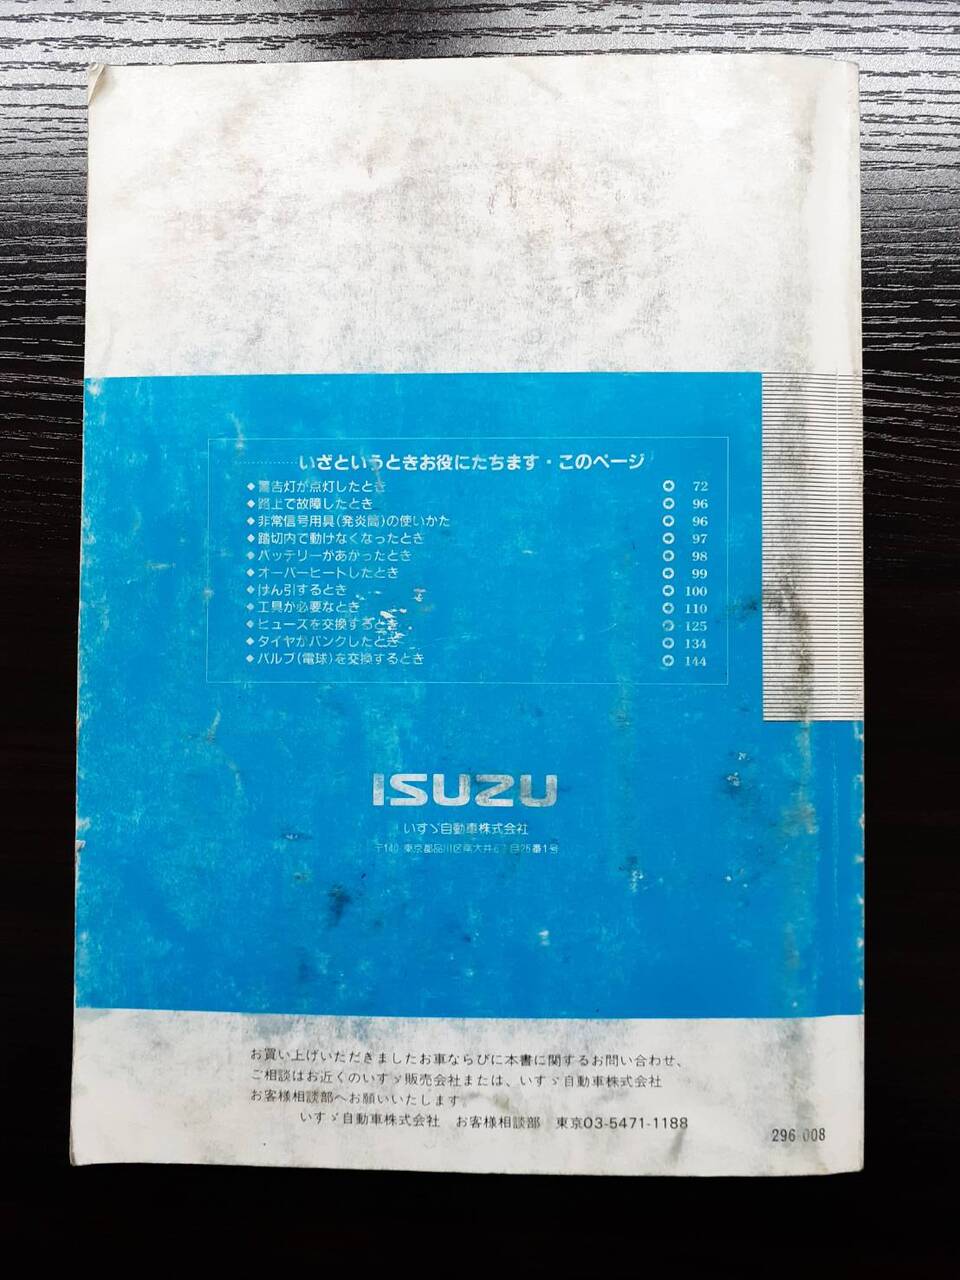 いざというときお役にたちます・このページ
◆警告灯が点灯したとき 72
◆路上で故障したとき 96
◆非常信号用具(発炎筒)の使いかた 96
◆踏切内で動けなくなったとき 97
◆バッテリーがあがったとき 98
◆オーバーヒートしたとき 99
◆けん引するとき 100
◆工具が必要なとき 110
◆ヒューズを交換するとき 125
◆タイヤがパンクしたとき 134
◆バルブ(電球)を交換するとき 144
ISUZU
いすゞ自動車株式会社
〒140 東京都品川区南大井6丁目26番1号
お買い上げいただきましたお車ならびに本書に関するお問い合わせ、
ご相談はお近くのいすゞ販売会社または、いすゞ自動車株式会社
お客様相談部へお願いいたします。
いすゞ自動車株式会社 お客様相談部 東京03-5471-1188
296-008